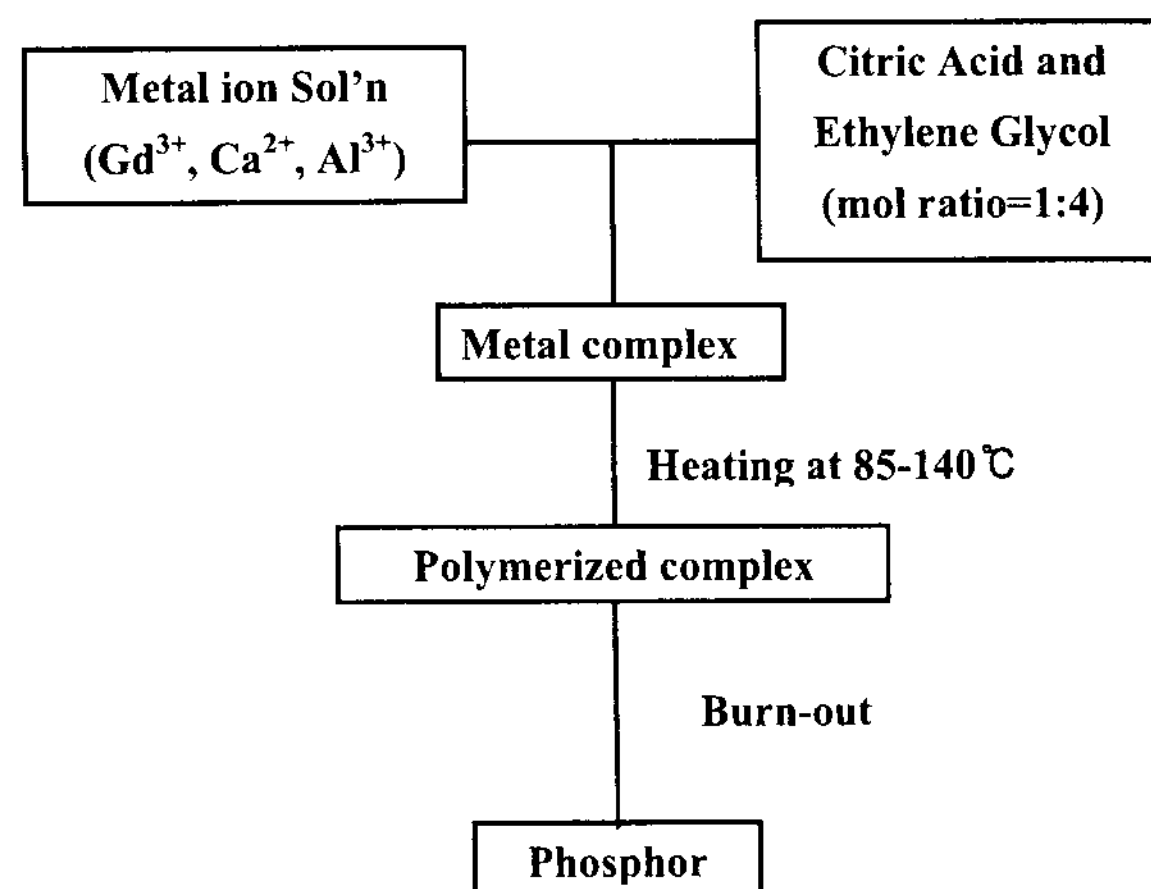 Metal ion Sol'n
(Gd³⁺, Ca²⁺, Al³⁺)
Citric Acid and
Ethylene Glycol
(mol ratio=1:4)
Metal complex
Heating at 85-140℃
Polymerized complex
Burn-out
Phosphor